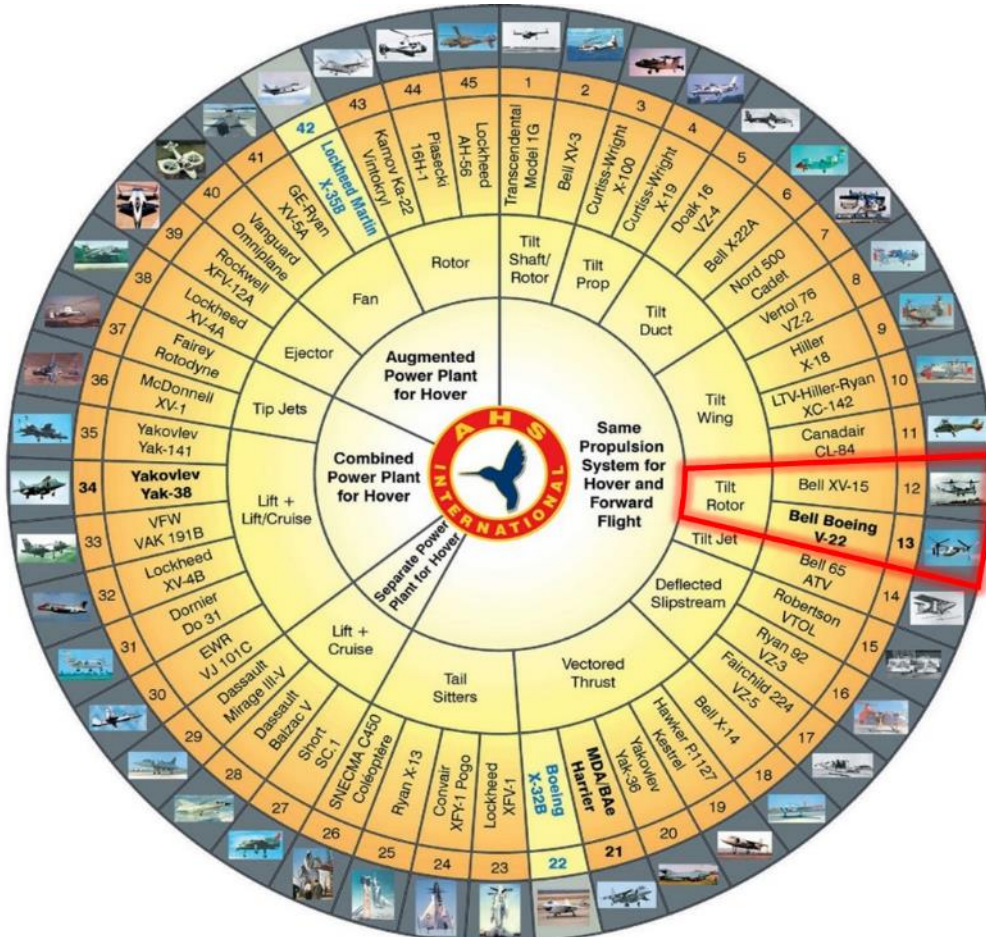 AHS
INTERNATIONAL
Same
Propulsion
System for
Hover and
Forward
Flight
Separate Power
Plant for Hover
Combined
Power Plant
for Hover
Augmented
Power Plant
for Hover
Tilt
Shaft/
Rotor
Tilt
Prop
Tilt
Duct
Tilt
Wing
Tilt
Rotor
Tilt Jet
Deflected
Slipstream
Vectored
Thrust
Tail
Sitters
Lift +
Cruise
Lift +
Lift/Cruise
Tip Jets
Ejector
Fan
Rotor
1
Transcendental
Model 1G
2
Bell XV-3
3
Curtiss-Wright
X-100
4
Curtiss-Wright
X-19
5
Doak 16
VZ-4
6
Bell X-22A
7
Nord 500
Cadet
8
Vertol 76
VZ-2
9
Hiller
X-18
10
LTV-Hiller-Ryan
XC-142
11
Canadair
CL-84
12
Bell XV-15
13
Bell Boeing
V-22
14
Bell 65
ATV
15
Robertson
VTOL
16
Ryan 92
VZ-3
17
Fairchild 224
VZ-5
18
Bell X-14
19
Hawker P.1127
Kestrel
20
Yakovlev
Yak-36
21
MDA/BAe
Harrier
22
Boeing
X-32B
23
Lockheed
XFV-1
24
Convair
XFY-1 Pogo
25
Ryan X-13
26
SNECMA C450
Coléoptère
27
Short
SC.1
28
Dassault
Balzac V
29
Dassault
Mirage III-V
30
EWR
VJ 101C
31
Dornier
Do 31
32
Lockheed
XV-4B
33
VFW
VAK 191B
34
Yakovlev
Yak-38
35
Yakovlev
Yak-141
36
McDonnell
XV-1
37
Fairey
Rotodyne
38
Lockheed
XV-4A
39
Rockwell
XFV-12A
40
Vanguard
Omniplane
41
GE-Ryan
XV-5A
42
Lockheed Martin
X-35B
43
Kamov Ka-22
Vintokryl
44
Piasecki
16H-1
45
Lockheed
AH-56